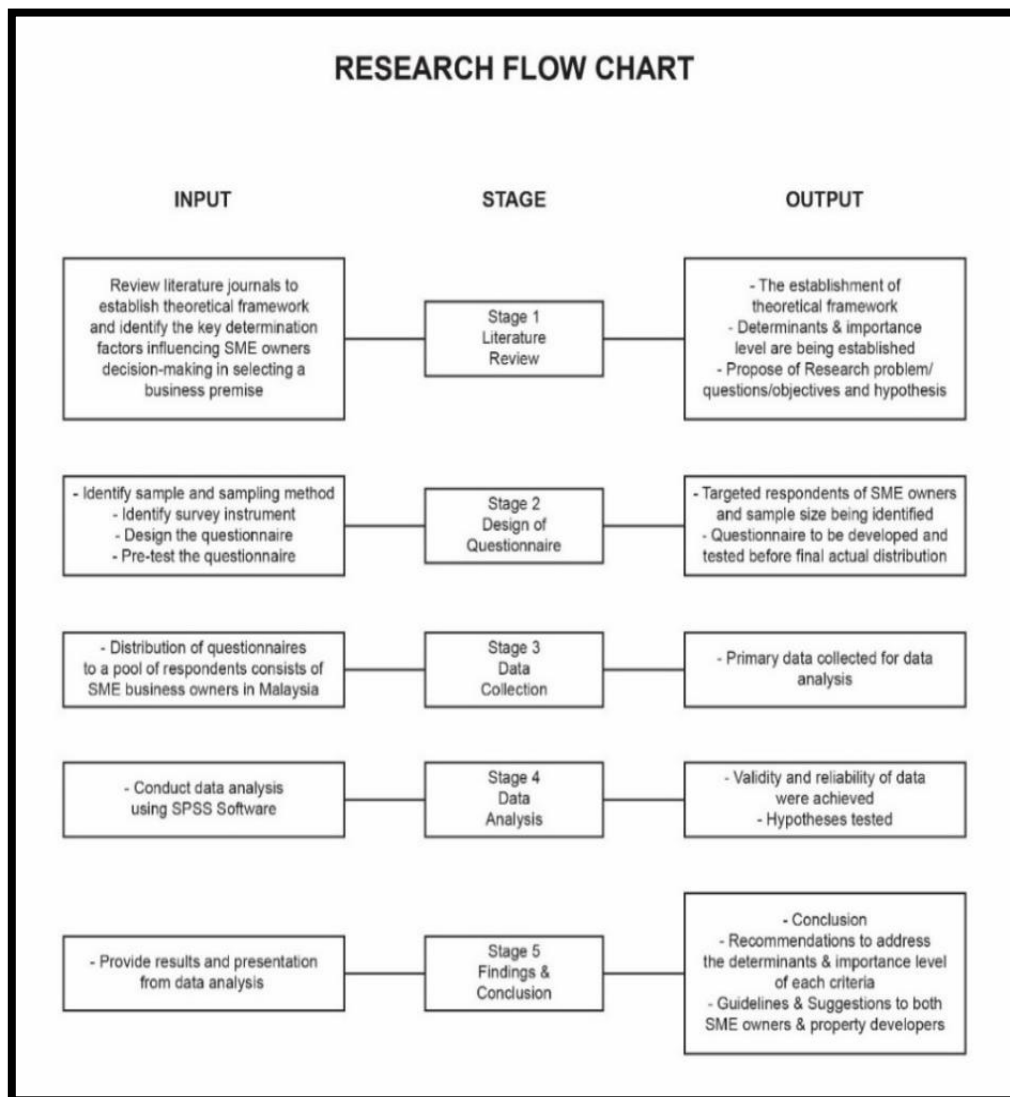 RESEARCH FLOW CHART
INPUT
STAGE
OUTPUT
Review literature journals to
establish theoretical framework
and identify the key determination
factors influencing SME owners
decision-making in selecting a
business premise
Stage 1
Literature
Review
- The establishment of
theoretical framework
- Determinants & importance
level are being established
- Propose of Research problem/
questions/objectives and hypothesis
- Identify sample and sampling method
- Identify survey instrument
- Design the questionnaire
- Pre-test the questionnaire
Stage 2
Design of
Questionnaire
- Targeted respondents of SME owners
and sample size being identified
- Questionnaire to be developed and
tested before final actual distribution
- Distribution of questionnaires
to a pool of respondents consists of
SME business owners in Malaysia
Stage 3
Data
Collection
- Primary data collected for data
analysis
- Conduct data analysis
using SPSS Software
Stage 4
Data
Analysis
- Validity and reliability of data
were achieved
- Hypotheses tested
- Provide results and presentation
from data analysis
Stage 5
Findings &
Conclusion
- Conclusion
- Recommendations to address
the determinants & importance level
of each criteria
- Guidelines & Suggestions to both
SME owners & property developers